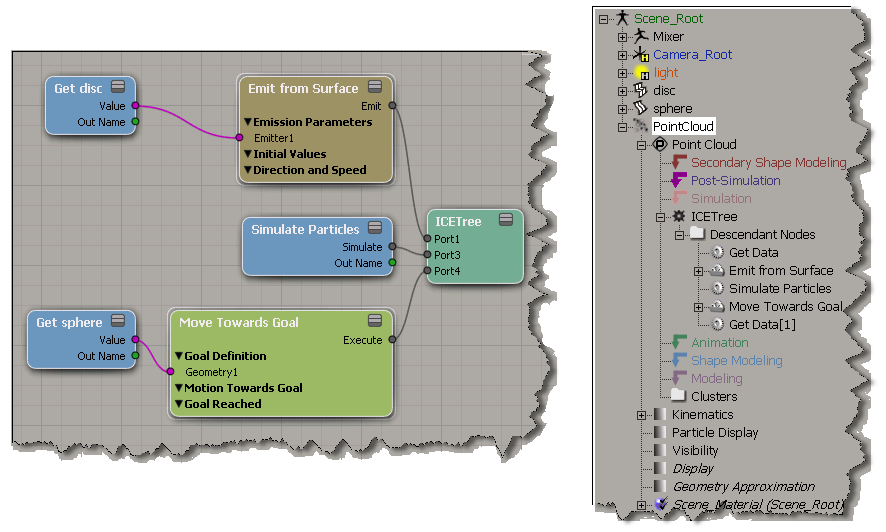 Get disc
Value
Out Name
Emit from Surface
Emit
Emission Parameters
Emitter1
Initial Values
Direction and Speed
Simulate Particles
Simulate
Out Name
ICETree
Port1
Port3
Port4
Get sphere
Value
Out Name
Move Towards Goal
Execute
Goal Definition
Geometry1
Motion Towards Goal
Goal Reached
Scene_Root
Mixer
Camera_Root
light
disc
sphere
PointCloud
Point Cloud
Secondary Shape Modeling
Post-Simulation
Simulation
ICETree
Descendant Nodes
Get Data
Emit from Surface
Simulate Particles
Move Towards Goal
Get Data[1]
Animation
Shape Modeling
Modeling
Clusters
Kinematics
Particle Display
Visibility
Display
Geometry Approximation
Scene_Material (Scene_Root)